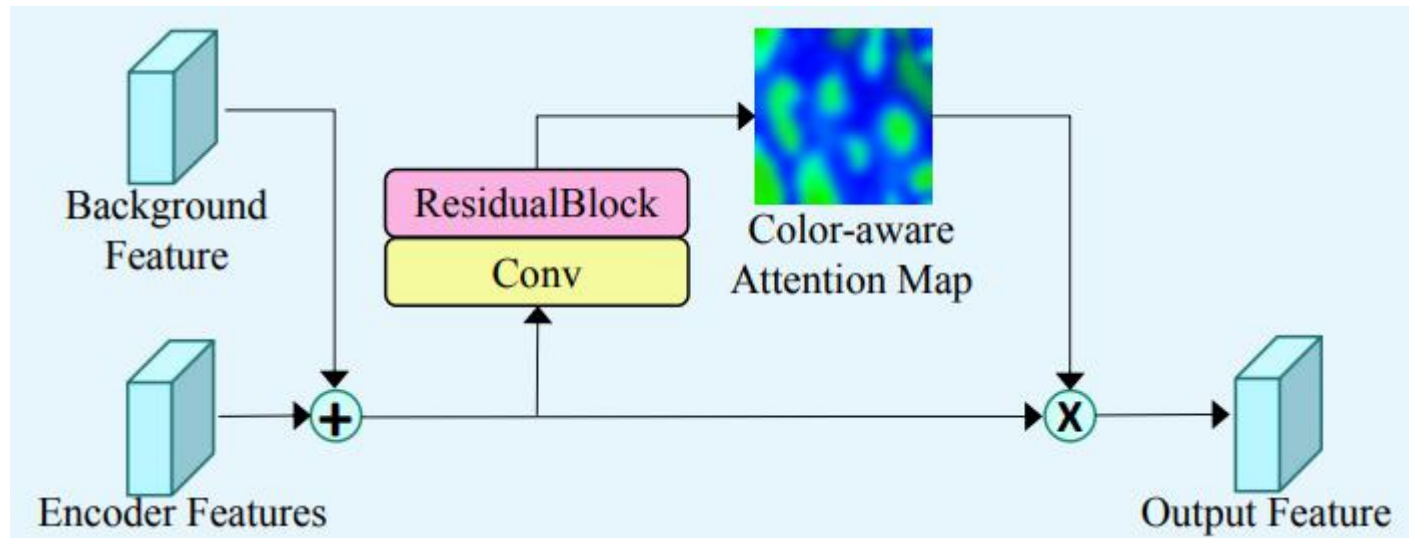 Background
Feature
ResidualBlock
Conv
Color-aware
Attention Map
+
X
Encoder Features
Output Feature